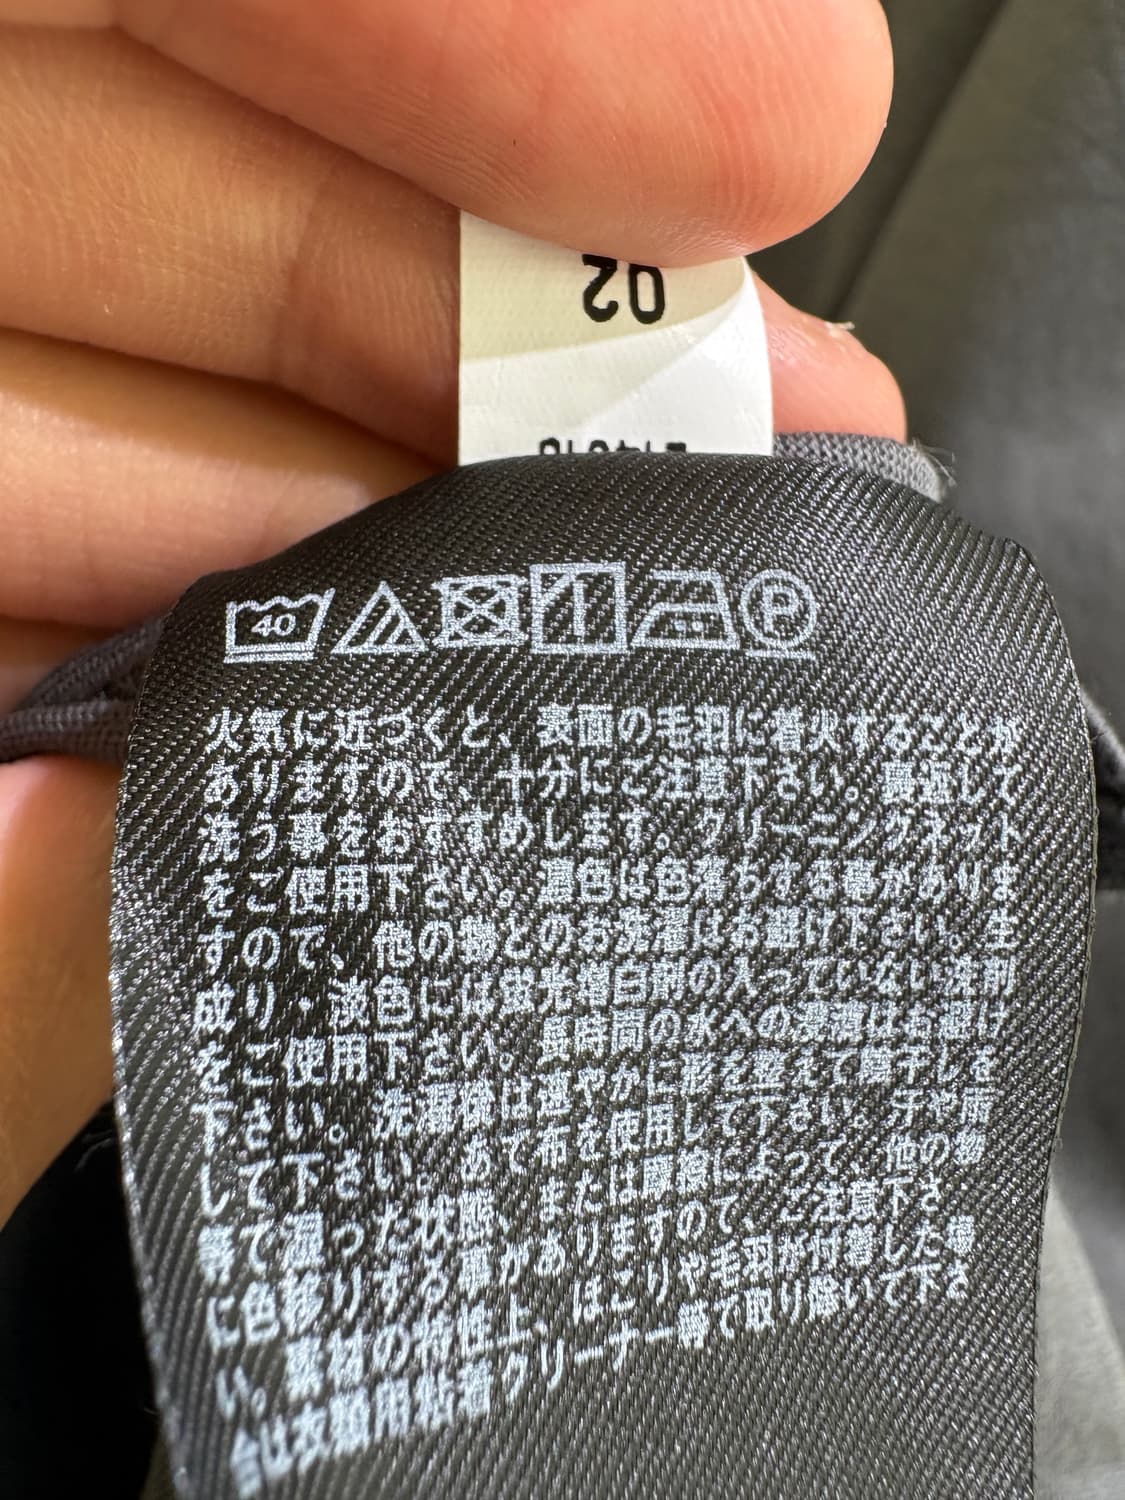 02
40
P
火気に近づくと、表面の毛羽に着火することが
ありますので、十分にご注意下さい。裏返して
洗う事をおすすめします。クリーニングネット
をご使用下さい。濃色は色落ちする事がありま
すので、他の物とのお洗濯はお避け下さい。生
成り・淡色には蛍光増白剤の入っていない洗剤
をご使用下さい。長時間の水への浸漬はお避け
下さい。洗濯後は速やかに形を整えて陰干しを
して下さい。あて布を使用して下さい。汗や雨
等で湿った状態、または摩擦によって、他の物
に色移りする事がありますので、ご注意下さ
い。素材の特性上、ほこりや毛羽が付着した場
合は衣類用粘着クリーナー等で取り除いて下さ